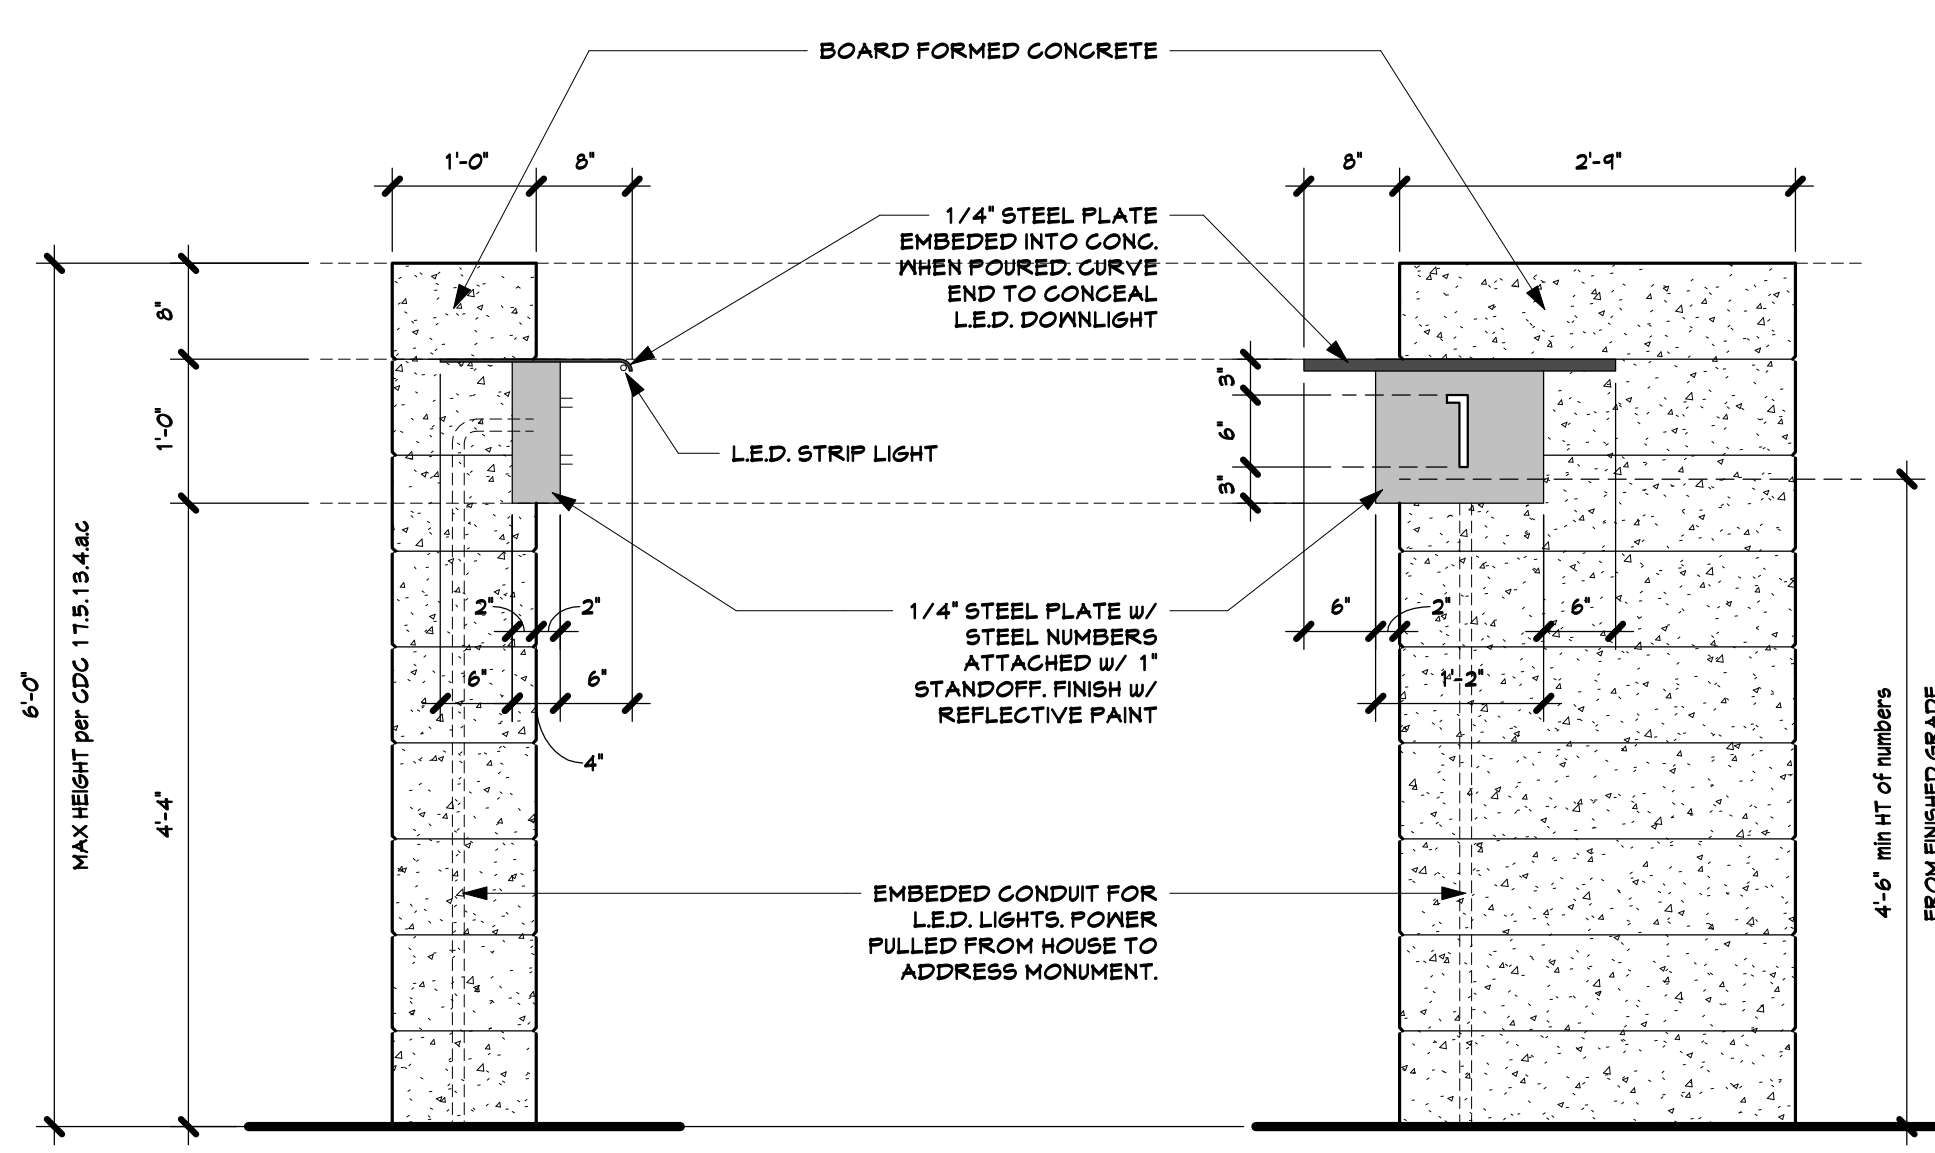 BOARD FORMED CONCRETE
1'-0"
8"
8"
2'-9"
1/4" STEEL PLATE
EMBEDED INTO CONC.
WHEN POURED. CURVE
END TO CONCEAL
L.E.D. DOWNLIGHT
8"
1'-0"
4'-4"
6'-0"
MAX HEIGHT per CDC 17.5.13.4.a.c
L.E.D. STRIP LIGHT
3"
6"
3"
1
2"
2"
6"
6"
4"
1/4" STEEL PLATE w/
STEEL NUMBERS
ATTACHED w/ 1"
STANDOFF. FINISH w/
REFLECTIVE PAINT
6"
2"
6"
1'-2"
EMBEDED CONDUIT FOR
L.E.D. LIGHTS. POWER
PULLED FROM HOUSE TO
ADDRESS MONUMENT.
4'-6" min HT of numbers
FROM FINISHED GRADE